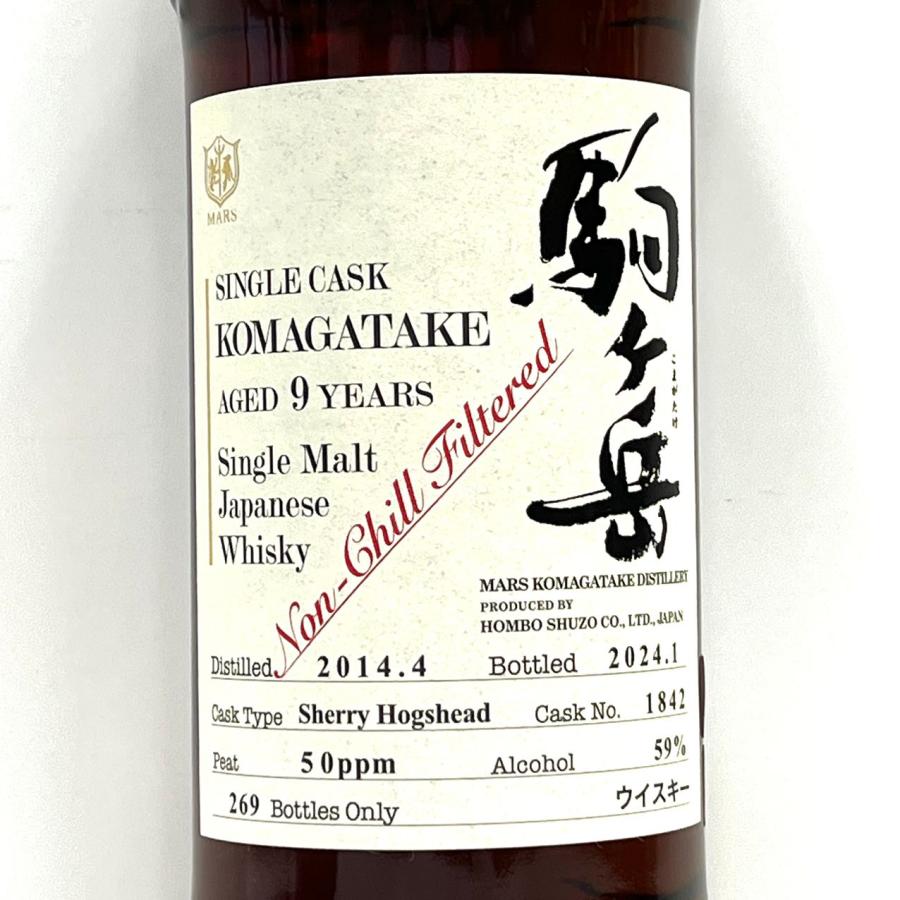 MARS
SINGLE CASK
KOMAGATAKE
AGED 9 YEARS
Single Malt
Japanese
Whisky
Non-Chill Filtered
駒ヶ岳
こまがたけ
MARS KOMAGATAKE DISTILLERY
PRODUCED BY
HOMBO SHUZO CO., LTD., JAPAN
Distilled 2014.4 Bottled 2024.1
Cask Type Sherry Hogshead Cask No. 1842
Peat 50ppm Alcohol 59%
269 Bottles Only ウイスキー